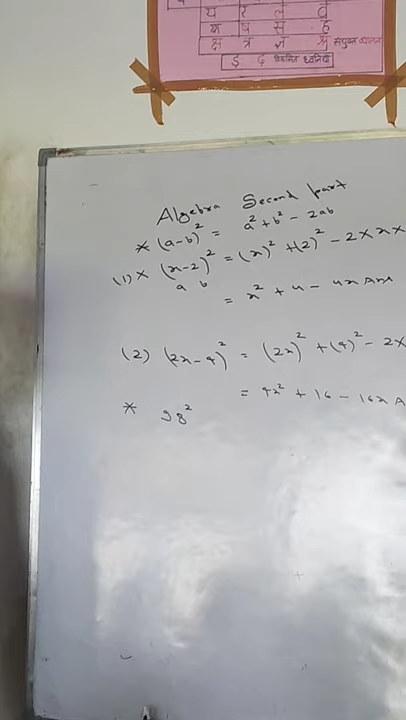 य र ल व
श ष स ह
क्ष त्र ज्ञ श्र संयुक्त व्यंजन
ड़ ढ़
Algebra Second part
* (a-b)² = a² + b² - 2ab
(1) × (x-2)² = (x)² + (2)² - 2×x×
a b
= x² + 4 - 4x Ans
(2) (2x-4)² = (2x)² + (4)² - 2×
= 4x² + 16 - 16x A
* 98²